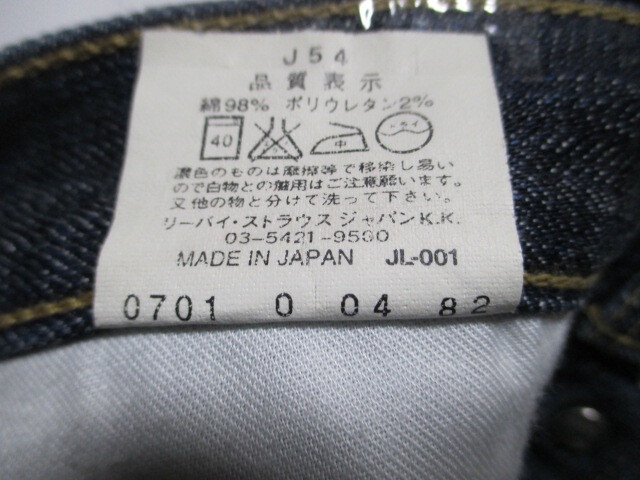 J54
品質表示
綿98% ポリウレタン2%
40 中 ドライ
濃色のものは摩擦等で移染し易い
ので白物との着用はご注意願います。
又他の物と分けて洗って下さい。
リーバイ・ストラウス ジャパンK.K.
03-5421-9500
MADE IN JAPAN JL-001
0701 0 04 82